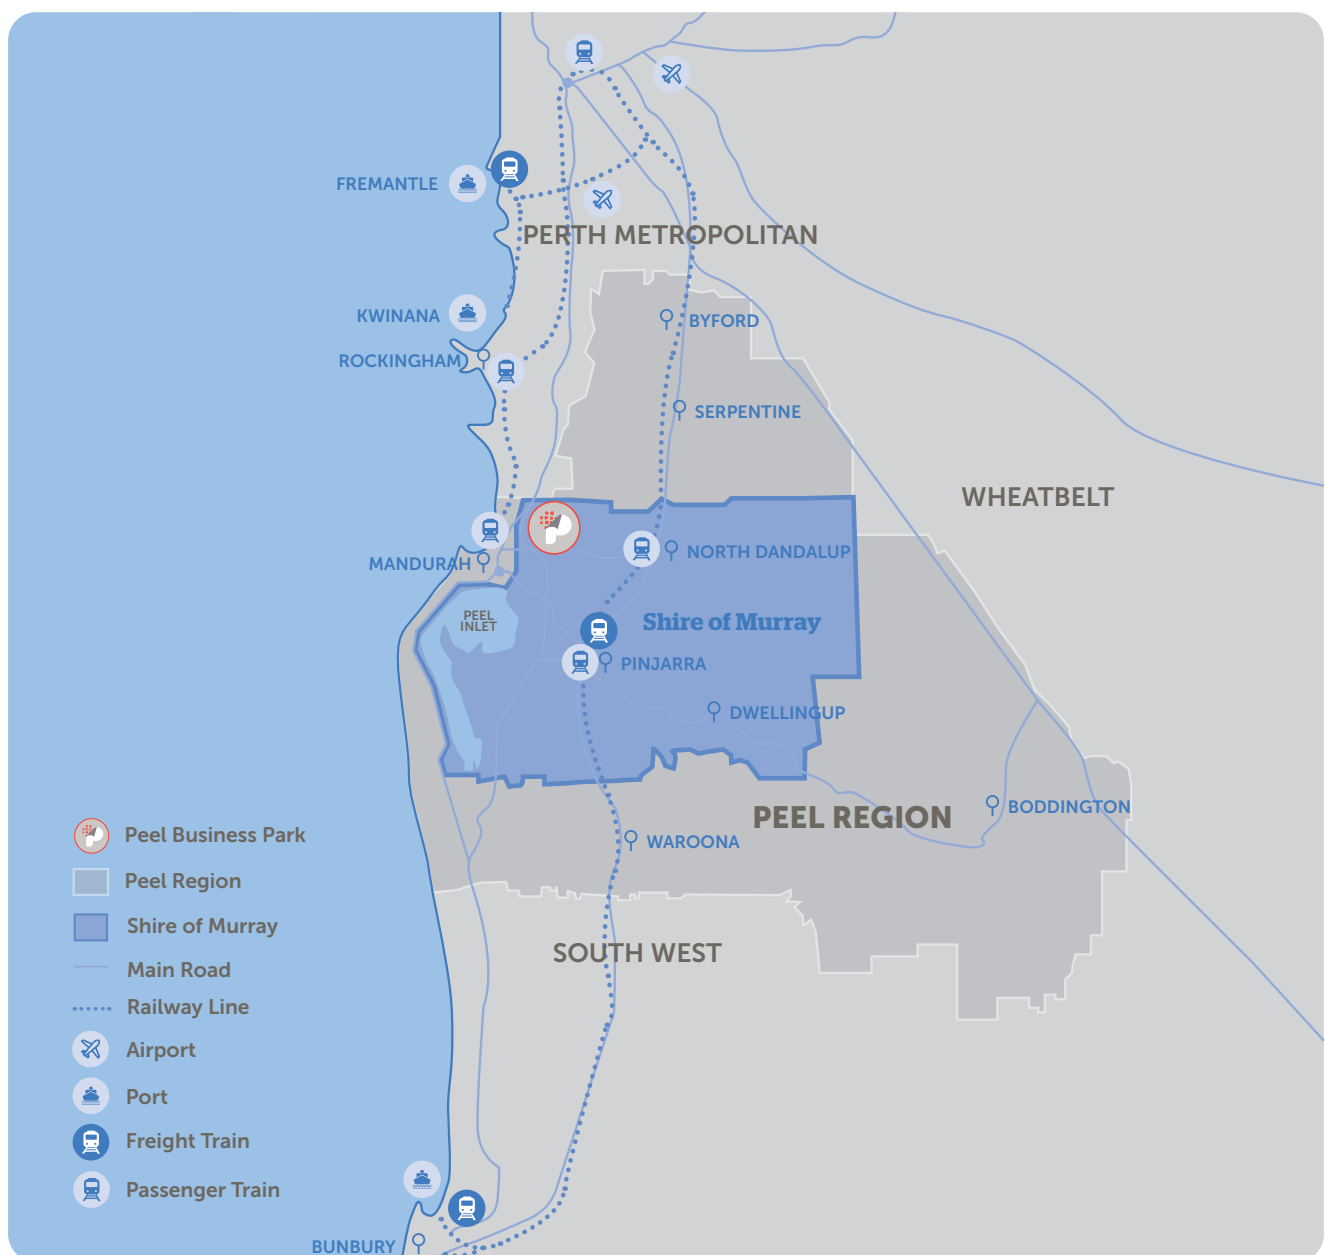 FREMANTLE
PERTH METROPOLITAN
KWINANA
BYFORD
ROCKINGHAM
SERPENTINE
WHEATBELT
NORTH DANDALUP
MANDURAH
PEEL
INLET
Shire of Murray
PINJARRA
DWELLINGUP
PEEL REGION
BODDINGTON
WAROONA
SOUTH WEST
Peel Business Park
Peel Region
Shire of Murray
Main Road
Railway Line
Airport
Port
Freight Train
Passenger Train
BUNBURY